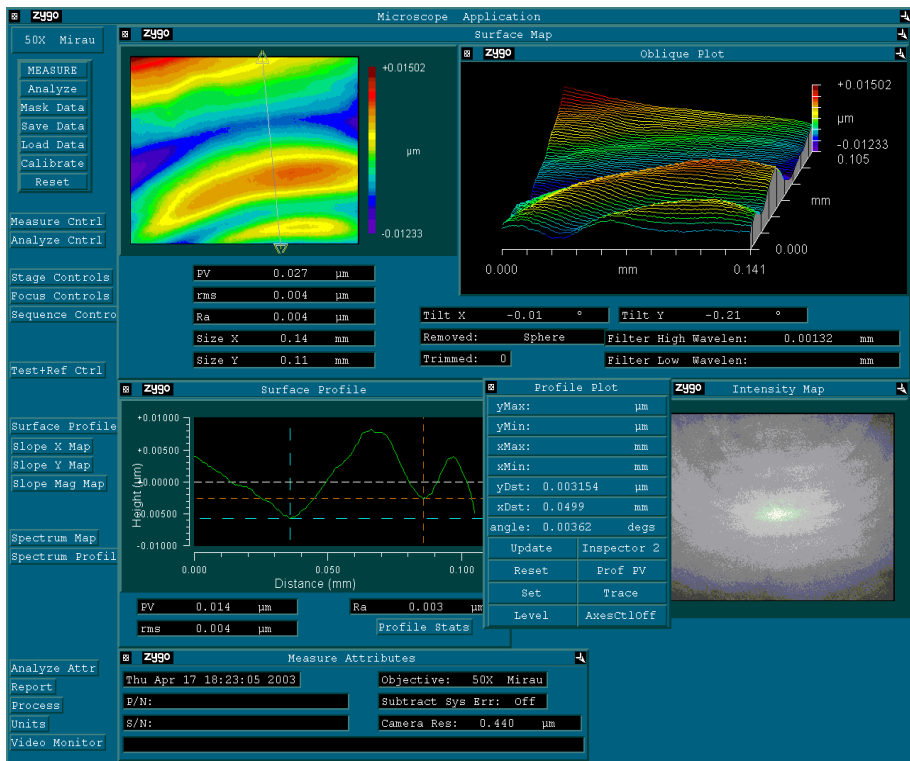 zygo Microscope Application
50X Mirau
MEASURE
Analyze
Mask Data
Save Data
Load Data
Calibrate
Reset
Measure Cntrl
Analyze Cntrl
Stage Controls
Focus Controls
Sequence Contro
Test+Ref Ctrl
Surface Profile
Slope X Map
Slope Y Map
Slope Mag Map
Spectrum Map
Spectrum Profil
Analyze Attr
Report
Process
Units
Video Monitor
zygo Surface Map
+0.01502
µm
-0.01233
zygo Oblique Plot
+0.01502
µm
-0.01233
0.105
mm
0.000
0.000 mm 0.141
PV 0.027 µm
rms 0.004 µm
Ra 0.004 µm
Size X 0.14 mm
Size Y 0.11 mm
Tilt X -0.01 °
Tilt Y -0.21 °
Removed: Sphere
Filter High Wavelen: 0.00132 mm
Trimmed: 0
Filter Low Wavelen: mm
zygo Surface Profile
+0.01000
+0.00500
+0.00000
-0.00500
-0.01000
Height (µm)
0.000 0.050 0.100
Distance (mm)
PV 0.014 µm
Ra 0.003 µm
rms 0.004 µm
Profile Stats
Profile Plot
yMax: µm
yMin: µm
xMax: mm
xMin: mm
yDst: 0.003154 µm
xDst: 0.0499 mm
angle: 0.00362 degs
Update Inspector 2
Reset Prof PV
Set Trace
Level AxesCtlOff
zygo Intensity Map
zygo Measure Attributes
Thu Apr 17 18:23:05 2003
Objective: 50X Mirau
P/N:
Subtract Sys Err: Off
S/N:
Camera Res: 0.440 µm